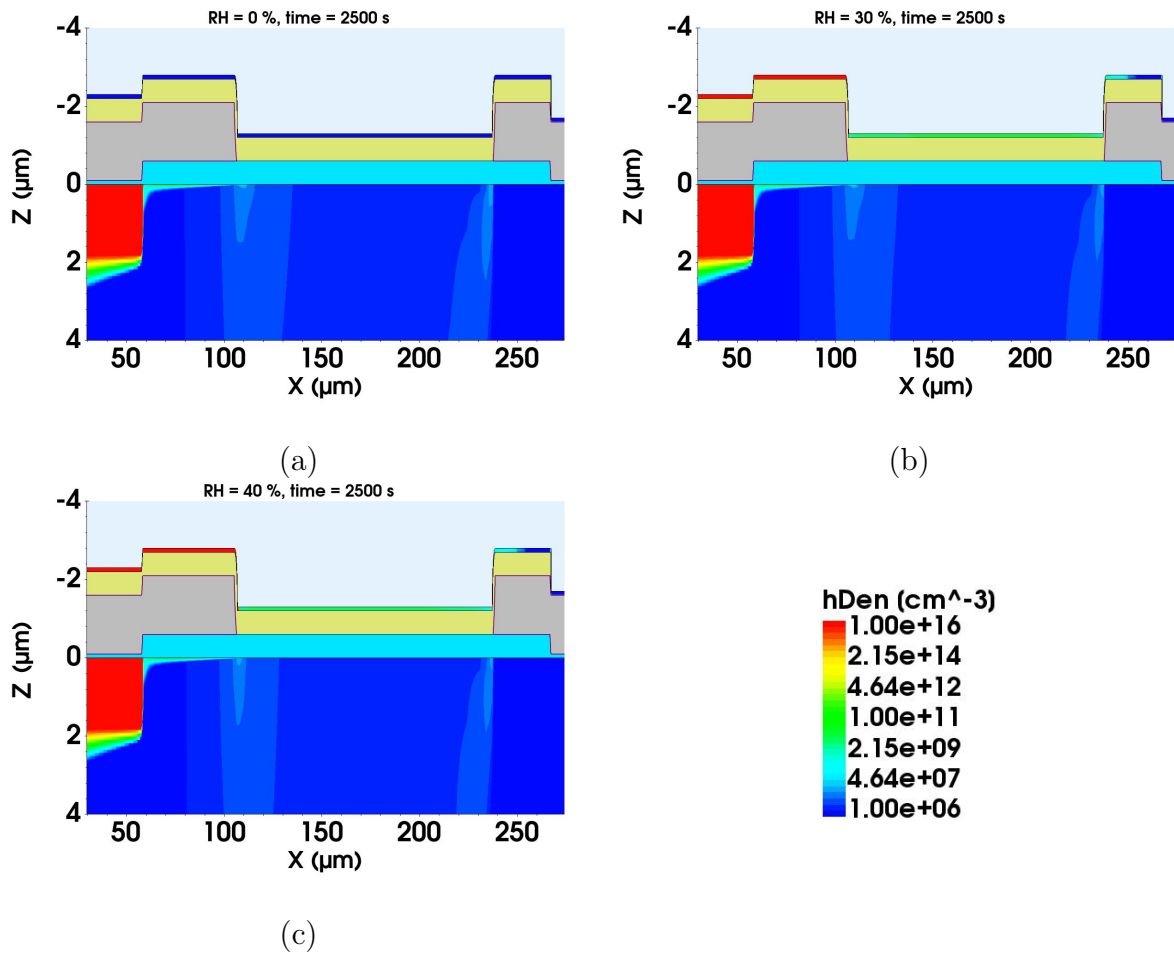 RH = 0 %, time = 2500 s
-4
-2
0
2
4
Z (µm)
50 100 150 200 250
X (µm)
(a)
RH = 30 %, time = 2500 s
-4
-2
0
2
4
Z (µm)
50 100 150 200 250
X (µm)
(b)
RH = 40 %, time = 2500 s
-4
-2
0
2
4
Z (µm)
50 100 150 200 250
X (µm)
(c)
hDen (cm^-3)
1.00e+16
2.15e+14
4.64e+12
1.00e+11
2.15e+09
4.64e+07
1.00e+06